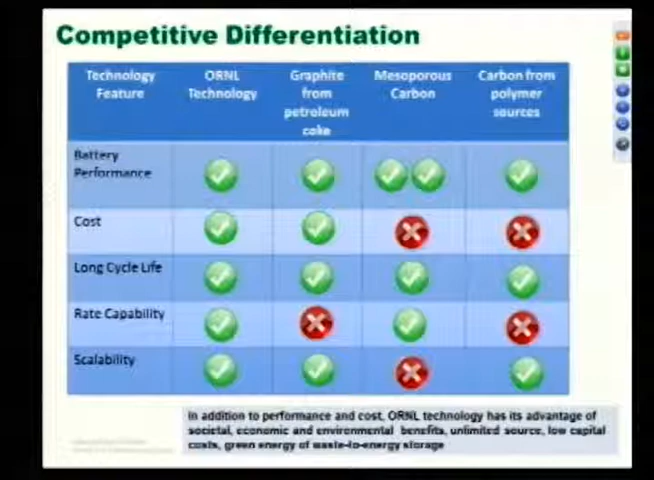 Competitive Differentiation
Technology Feature | ORNL Technology | Graphite from petroleum coke | Mesoporous Carbon | Carbon from polymer sources
Battery Performance
Cost
Long Cycle Life
Rate Capability
Scalability
In addition to performance and cost, ORNL technology has its advantage of
societal, economic and environmental benefits, unlimited source, low capital
costs, green energy of waste-to-energy storage